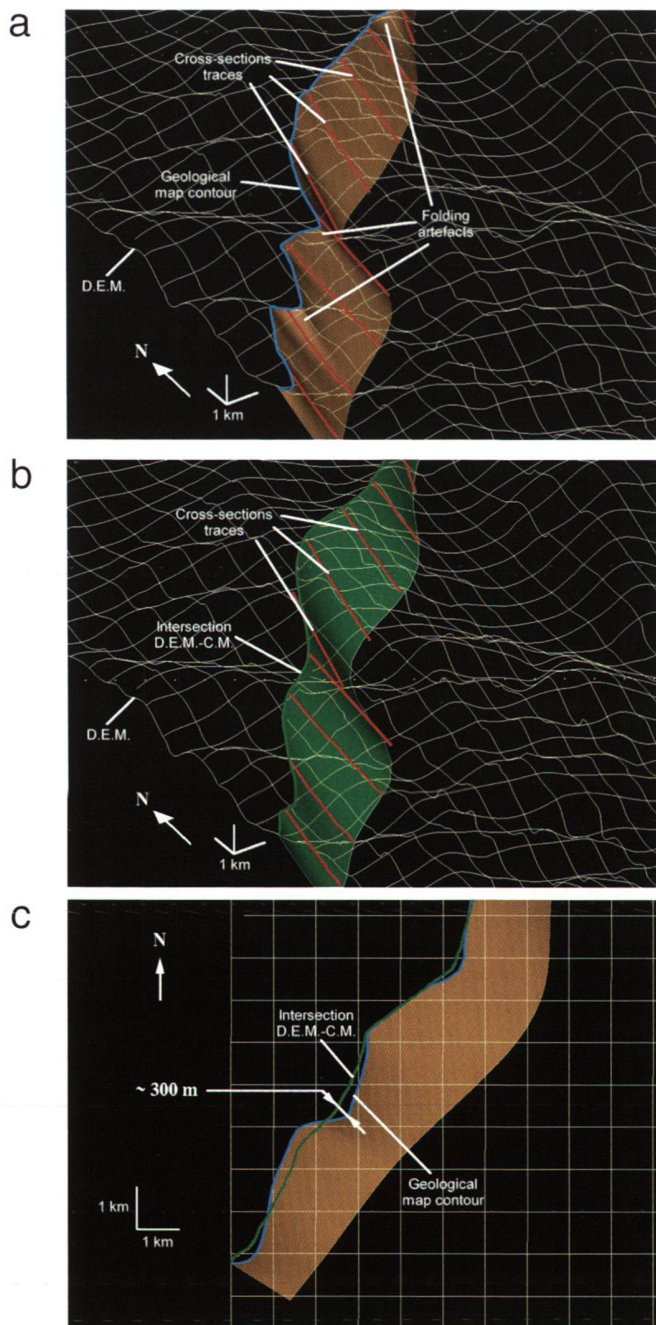 a
Cross-sections
traces
Geological
map contour
Folding
artefacts
D.E.M.
N
1 km
b
Cross-sections
traces
Intersection
D.E.M.-C.M.
D.E.M.
N
1 km
c
N
Intersection
D.E.M.-C.M.
~ 300 m
Geological
map contour
1 km
1 km